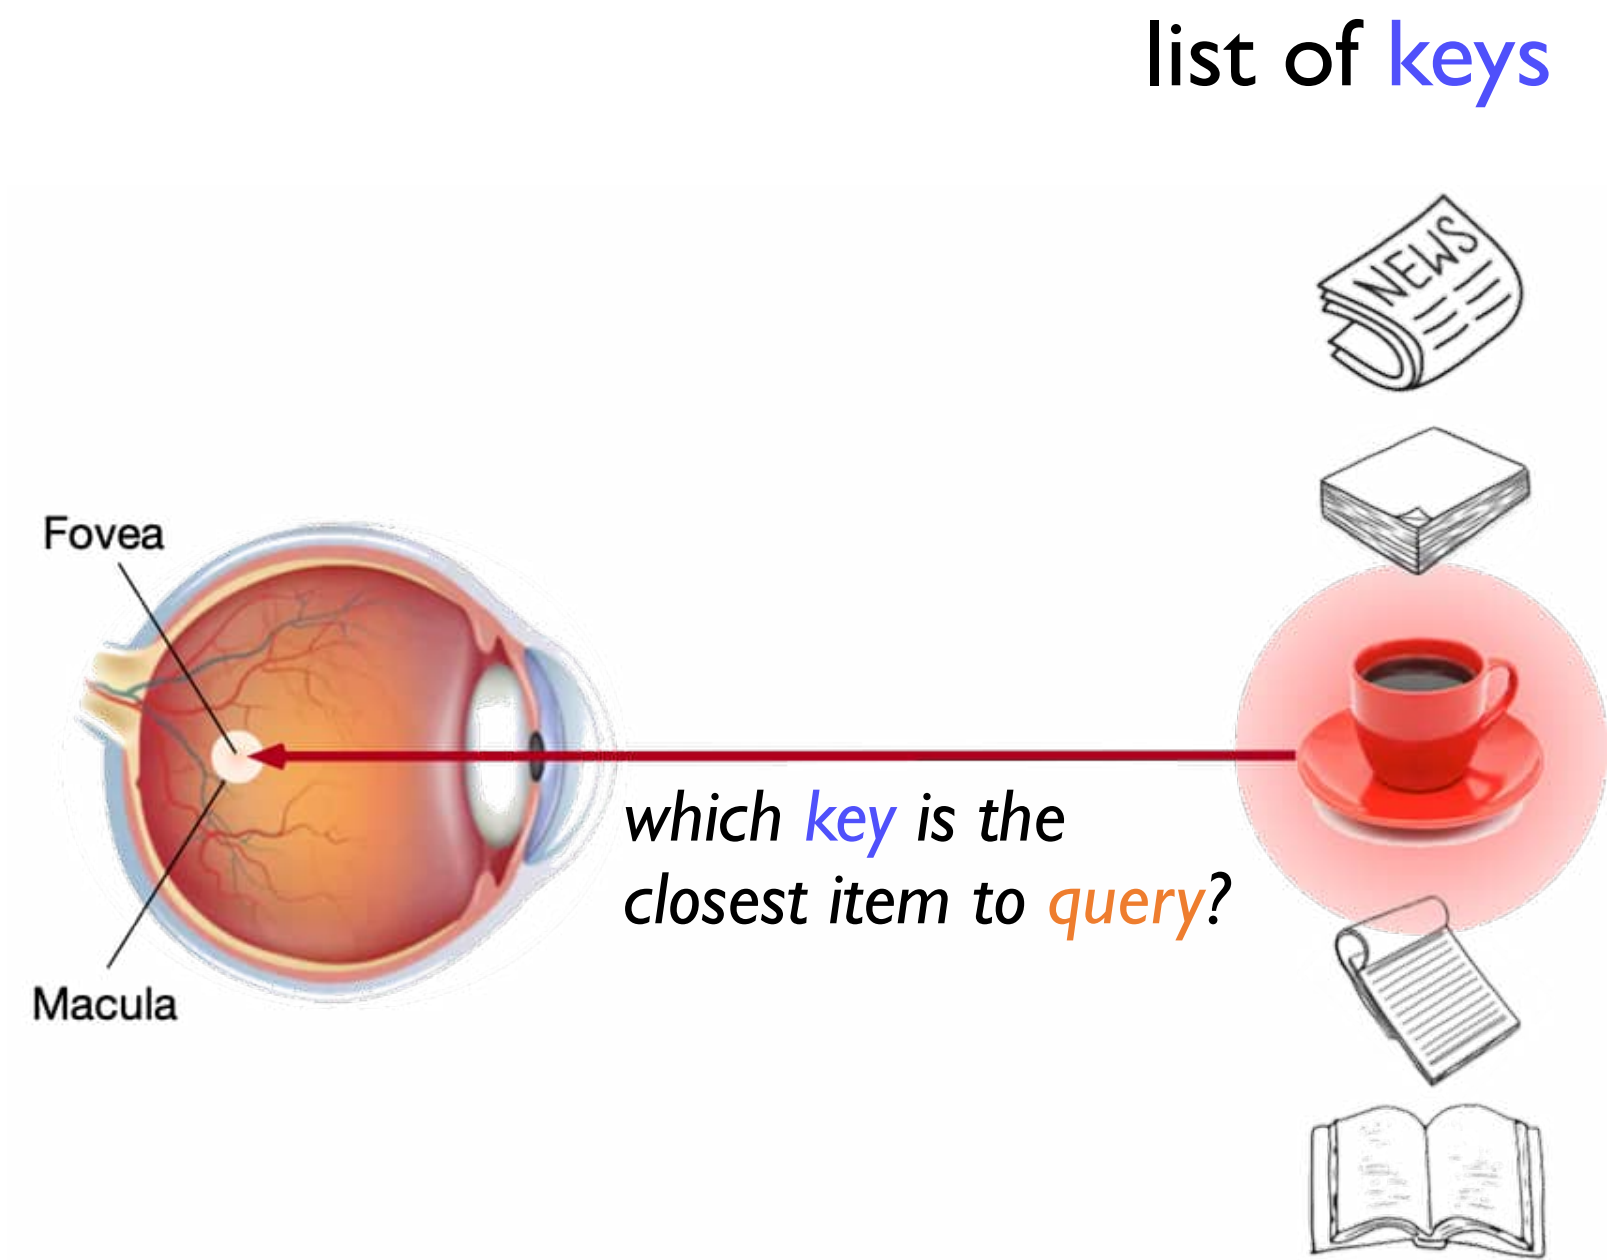 list of keys
NEWS
Fovea
which key is the
closest item to query?
Macula